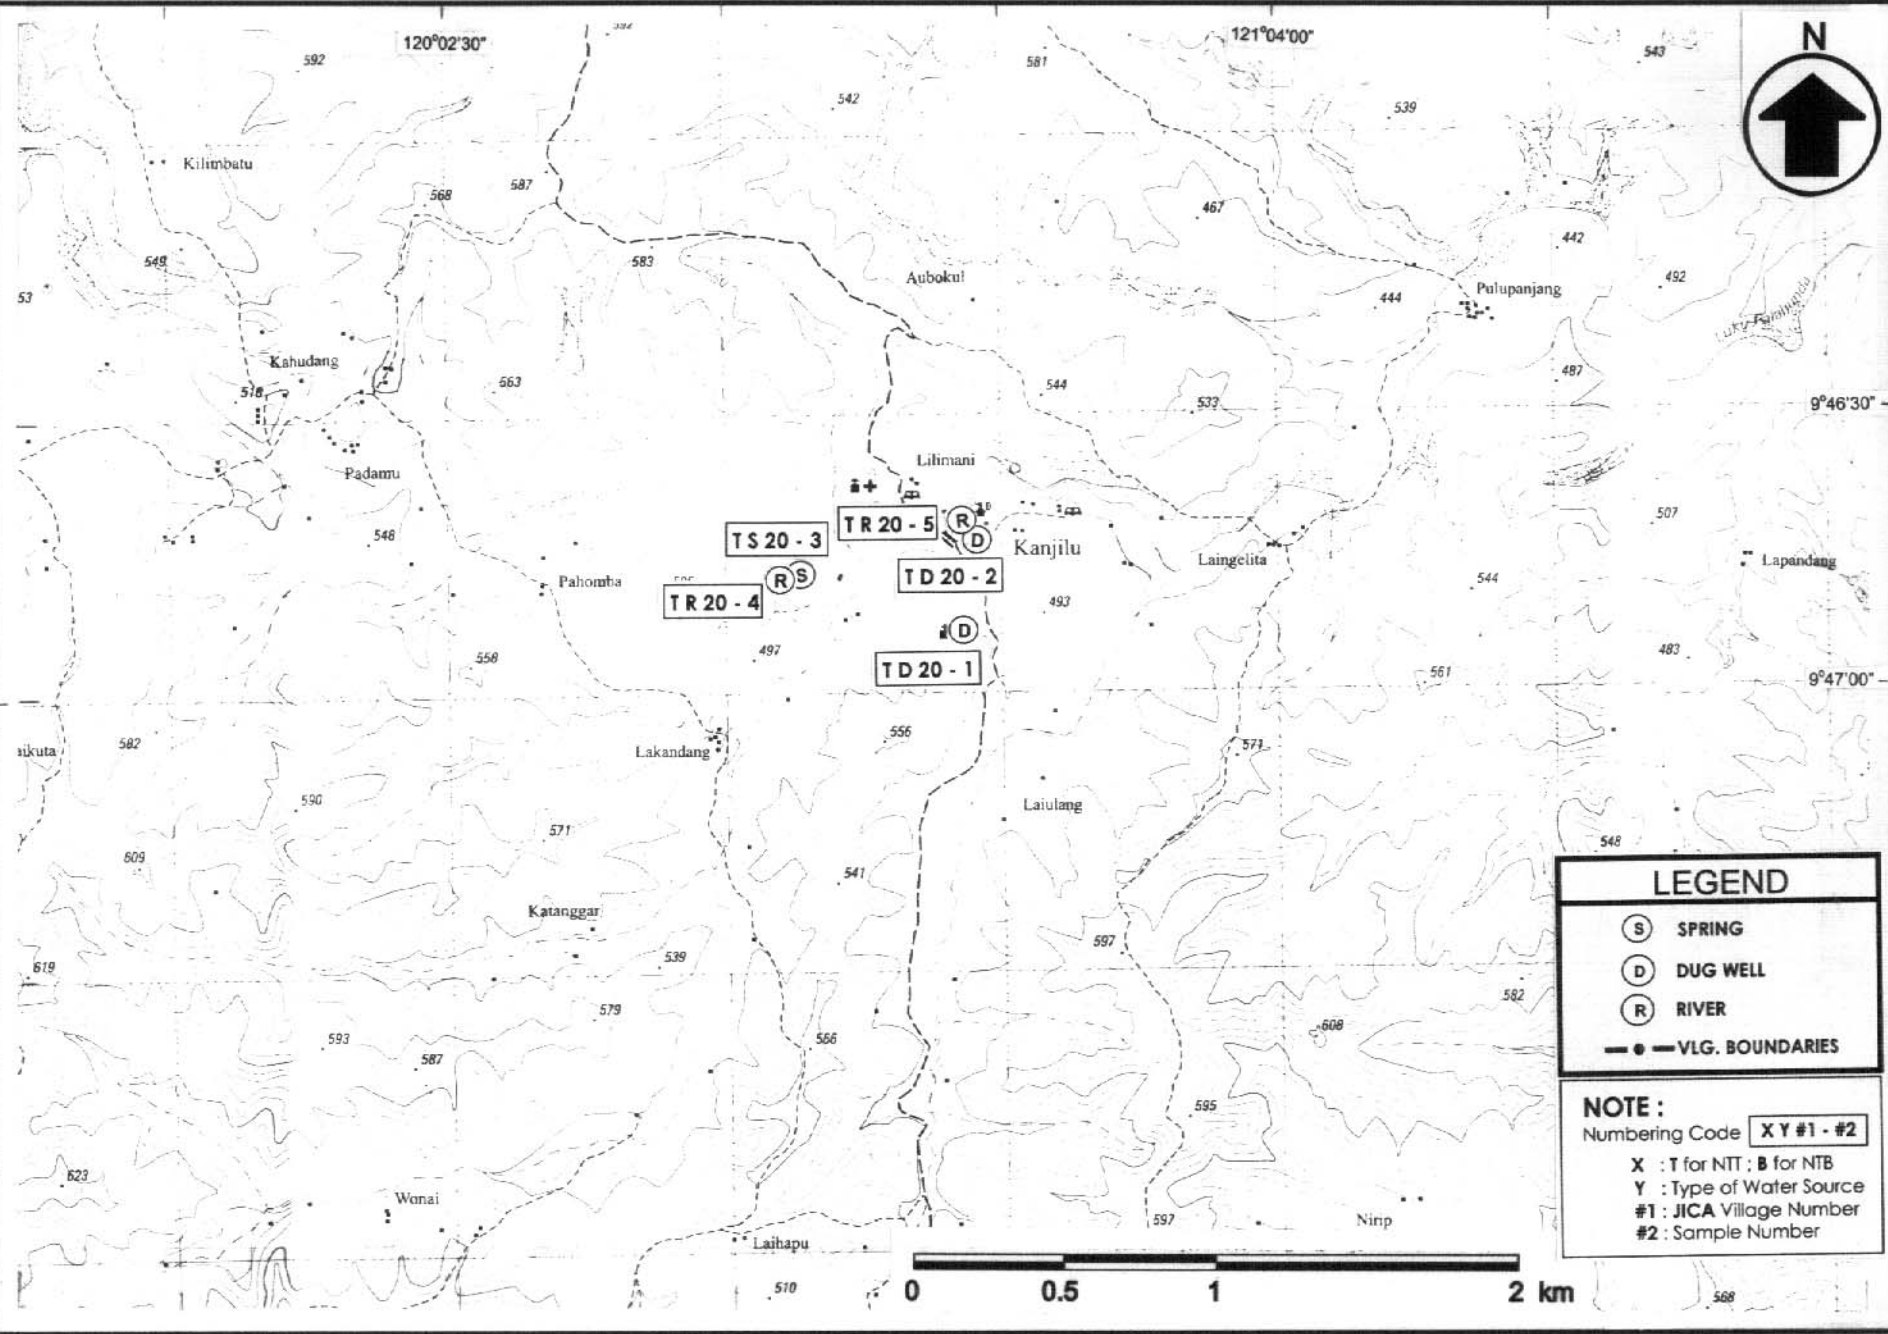 120°02'30"
121°04'00"
N
592
581
543
542
539
Kilimbatu
568
587
467
442
549
583
Aubokul
492
53
444
Pulupanjang
Kahudang
518
563
544
533
487
9°46'30"
Padamu
Lilimani
548
TS 20 - 3
TR 20 - 5
R
D
Kanjilu
507
Laingelita
Lapandang
Pahomba
R
S
TD 20 - 2
544
TR 20 - 4
493
D
558
497
TD 20 - 1
561
483
9°47'00"
aikuta
582
Lakandang
556
571
590
Laiulang
571
609
541
548
Katanggar
597
619
539
593
587
579
566
608
582
595
623
Wonai
597
Nirip
Laihapu
510
568
0
0.5
1
2 km
LEGEND
S SPRING
D DUG WELL
R RIVER
VLG. BOUNDARIES
NOTE :
Numbering Code X Y #1 - #2
X : T for NTT ; B for NTB
Y : Type of Water Source
#1 : JICA Village Number
#2 : Sample Number